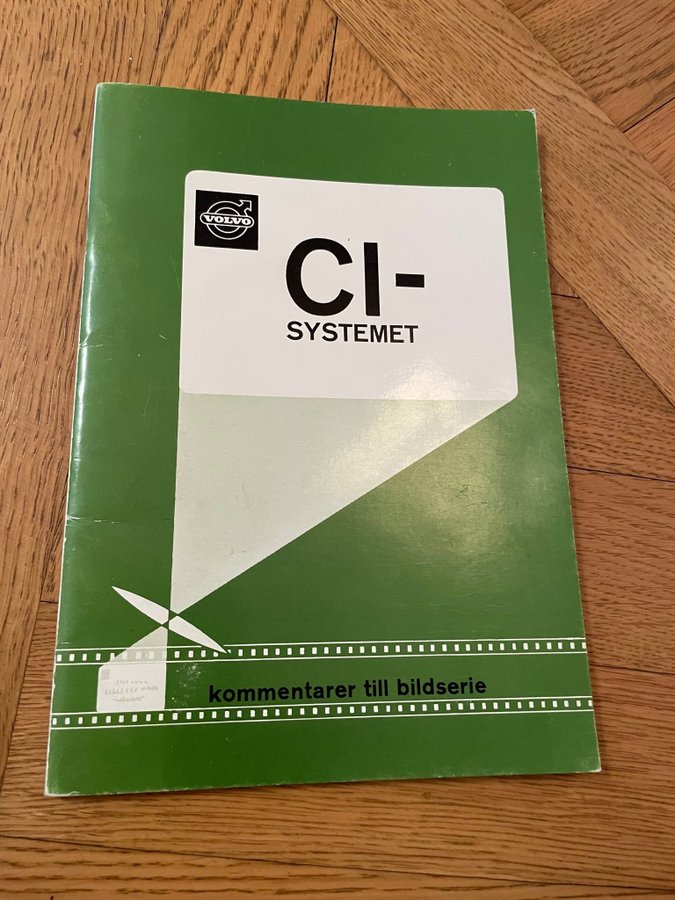 VOLVO
CI-
SYSTEMET
kommentarer till bildserie